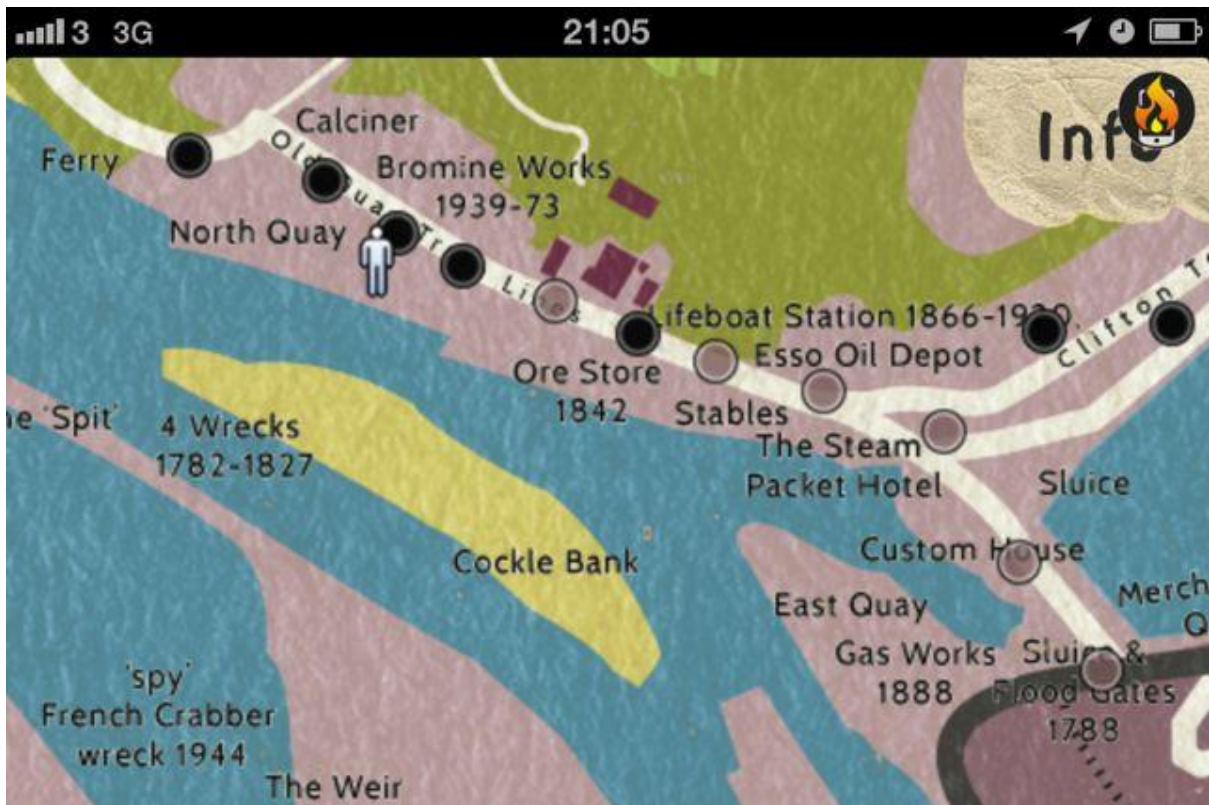 3 3G 21:05
Info
Calciner
Ferry
Bromine Works
1939-73
North Quay
Lifeboat Station 1866-1920,
Clifton
Esso Oil Depot
Ore Store
1842
Stables
'Spit'
4 Wrecks
1782-1827
The Steam
Packet Hotel
Sluice
Custom House
Cockle Bank
East Quay
Gas Works
1888
Sluice &
Flood Gates
1788
'spy'
French Crabber
wreck 1944
The Weir